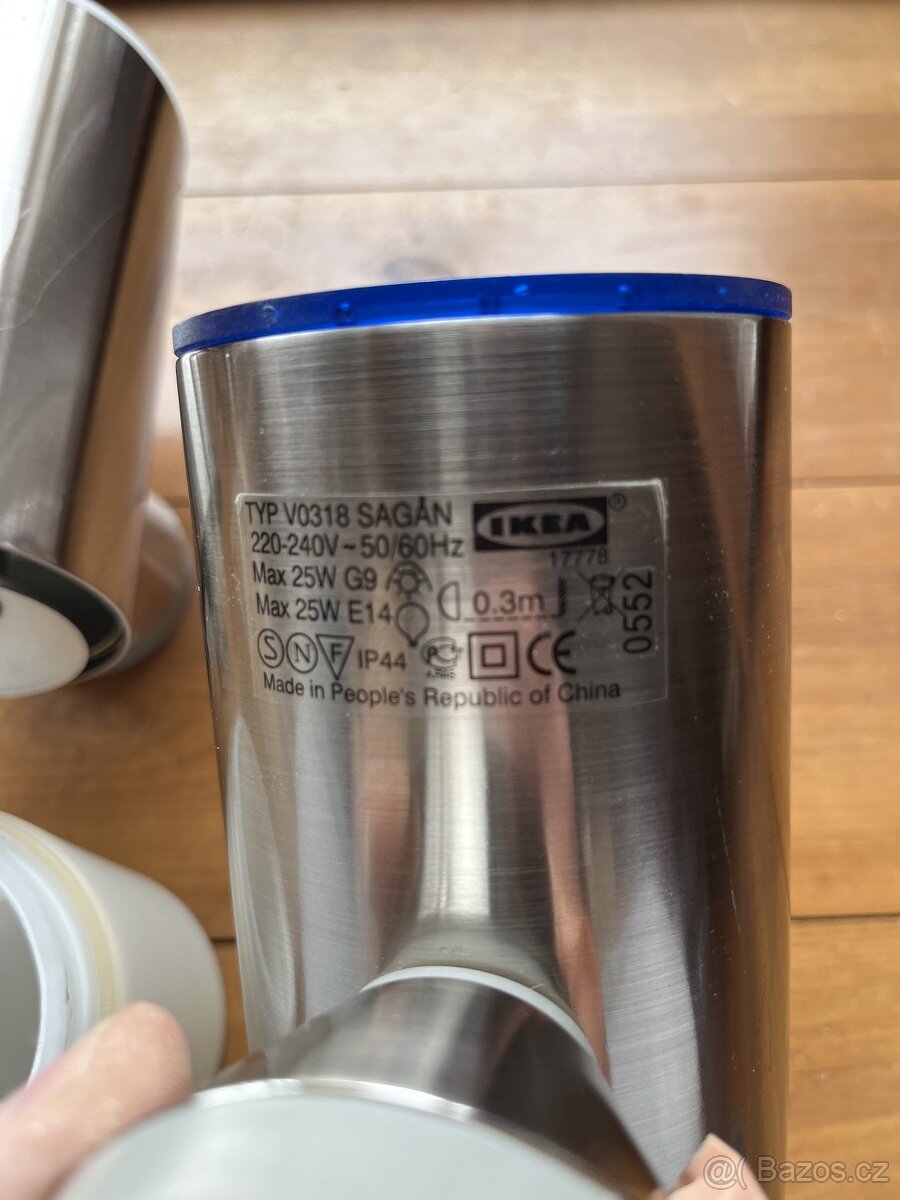 TYP V0318 SAGÅN
IKEA®
220-240V ~ 50/60Hz
17778
Max 25W G9
Max 25W E14
0.3m
0552
S N F IP44 CE
Made in People's Republic of China
@( Bazos.cz